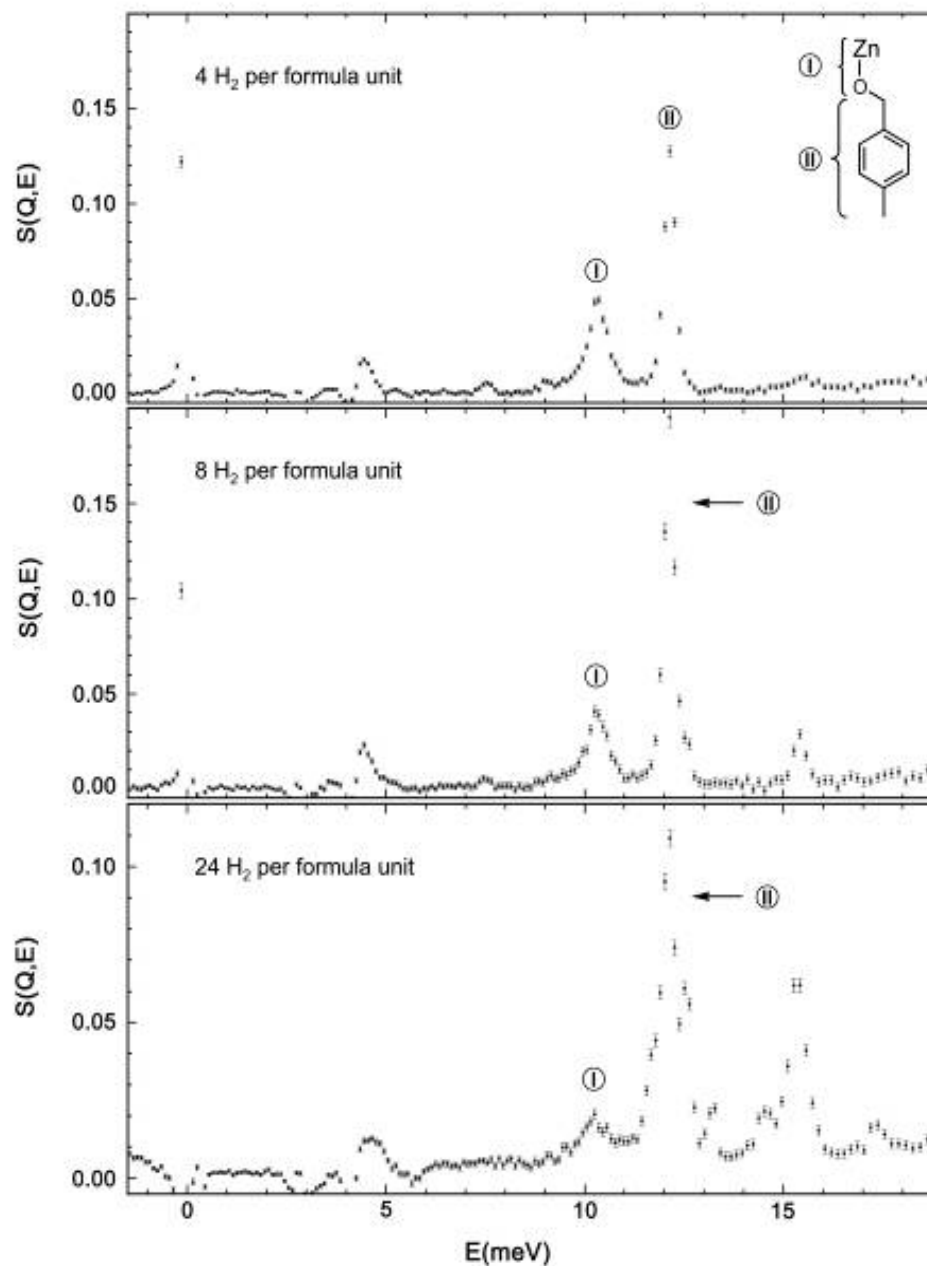 4 H₂ per formula unit
Ⅱ
Ⅰ
Ⅰ
Zn
O
Ⅱ
S(Q,E)
0.15
0.10
0.05
0.00
8 H₂ per formula unit
Ⅱ
Ⅰ
S(Q,E)
0.15
0.10
0.05
0.00
24 H₂ per formula unit
Ⅱ
Ⅰ
S(Q,E)
0.10
0.05
0.00
0
5
10
15
E(meV)